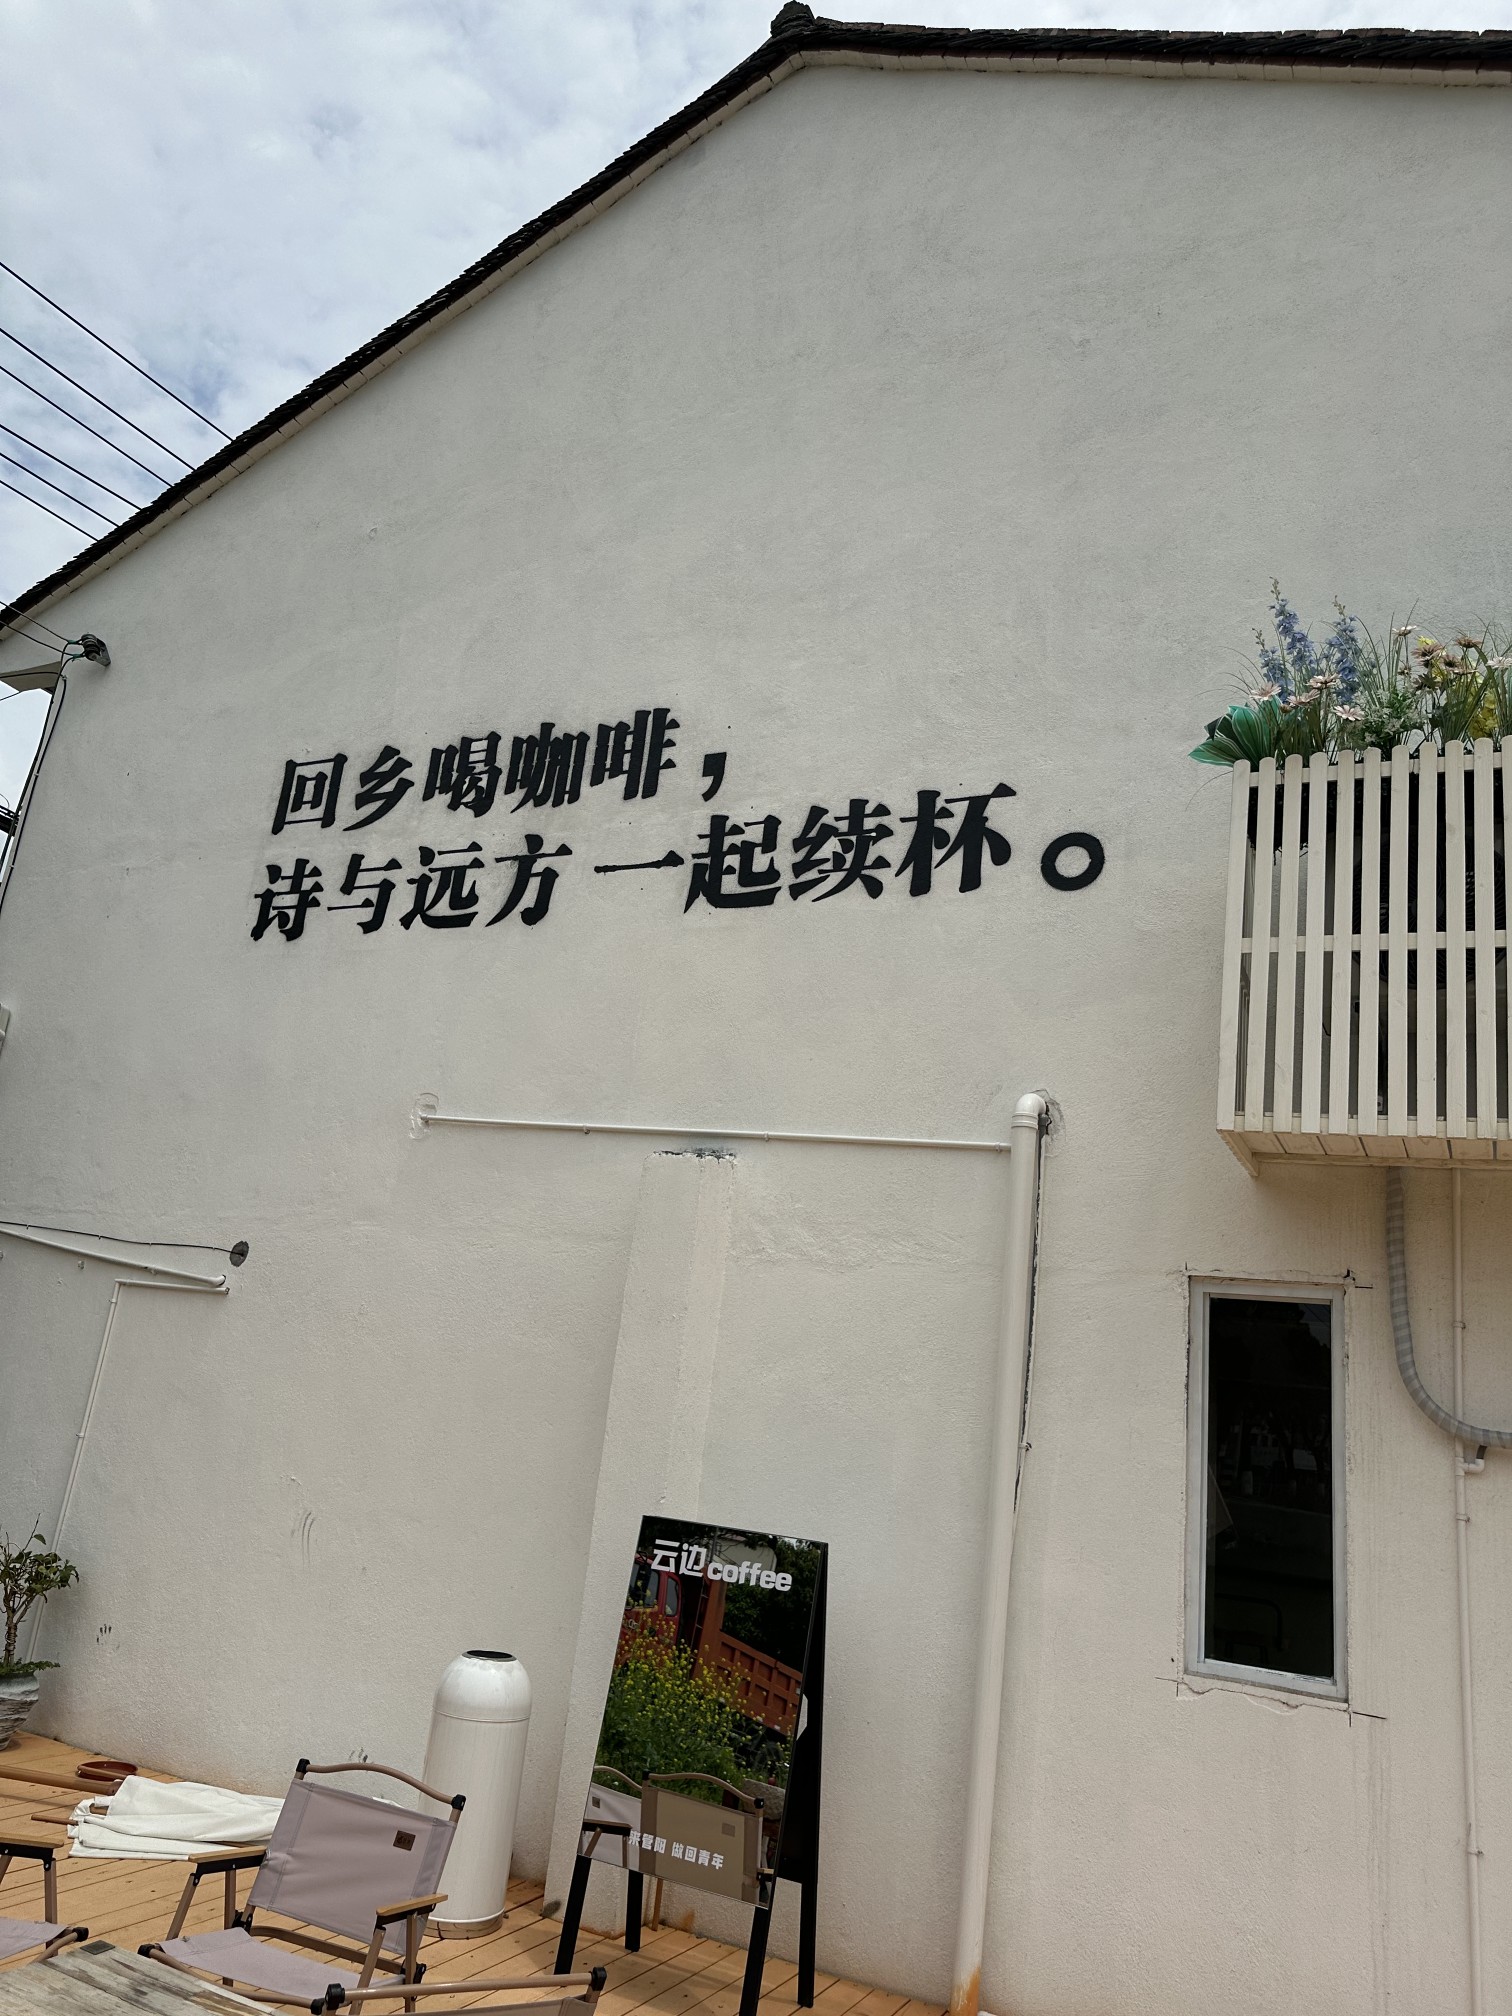 回乡喝咖啡，
诗与远方 一起续杯。
云边coffee
来管阳 做回青年